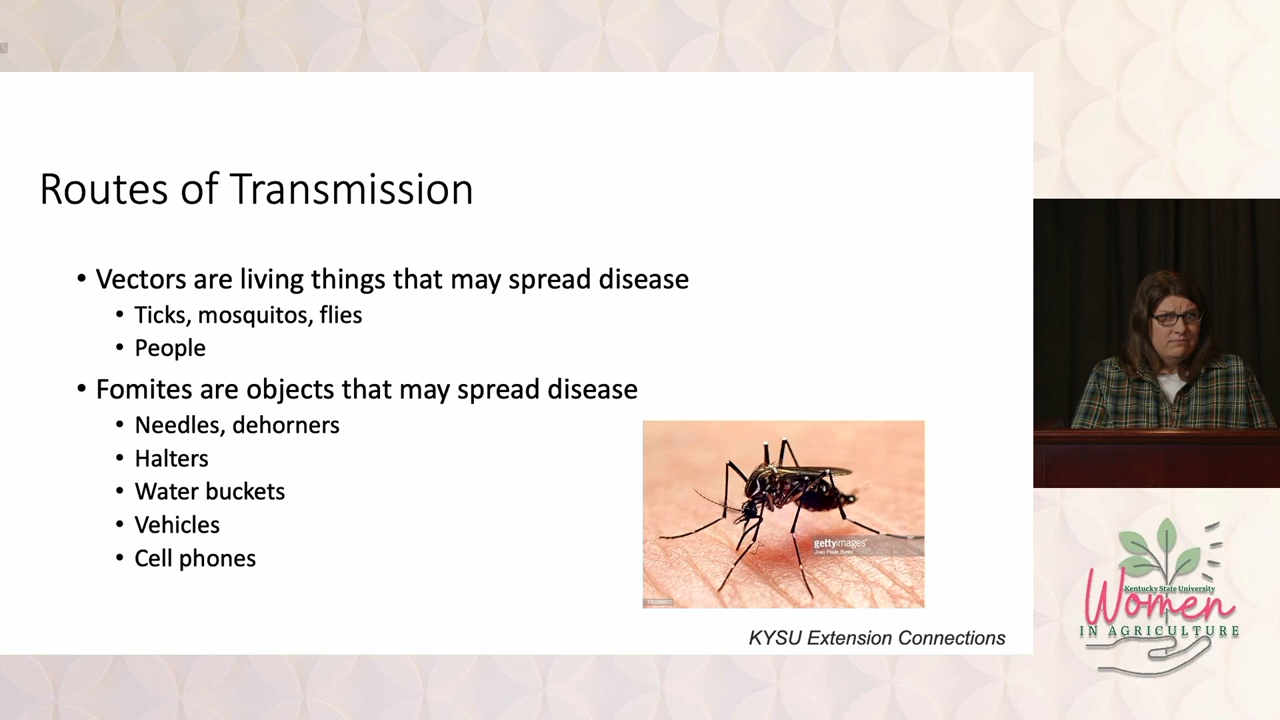 Routes of Transmission
• Vectors are living things that may spread disease
• Ticks, mosquitos, flies
• People
• Fomites are objects that may spread disease
• Needles, dehorners
• Halters
• Water buckets
• Vehicles
• Cell phones
gettyimages®
Joao Paulo Burini
KYSU Extension Connections
Kentucky State University
Women
IN AGRICULTURE